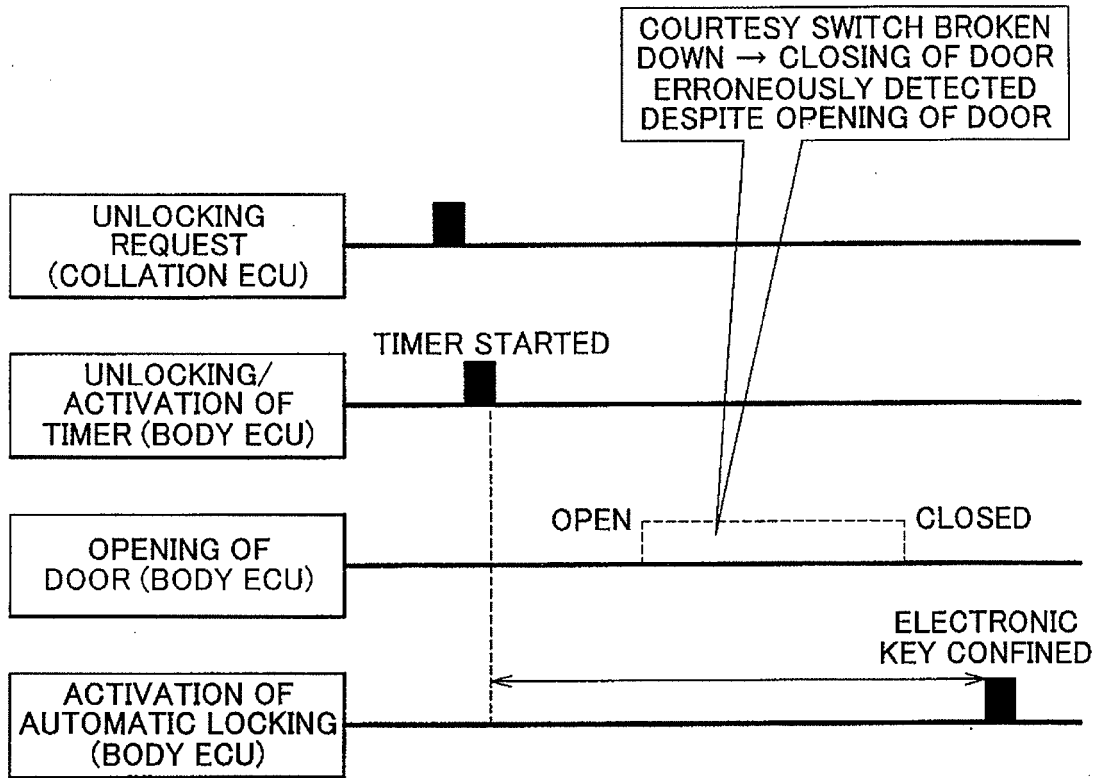 COURTESY SWITCH BROKEN
DOWN → CLOSING OF DOOR
ERRONEOUSLY DETECTED
DESPITE OPENING OF DOOR
UNLOCKING
REQUEST
(COLLATION ECU)
TIMER STARTED
UNLOCKING/
ACTIVATION OF
TIMER (BODY ECU)
OPEN
CLOSED
OPENING OF
DOOR (BODY ECU)
ELECTRONIC
KEY CONFINED
ACTIVATION OF
AUTOMATIC LOCKING
(BODY ECU)